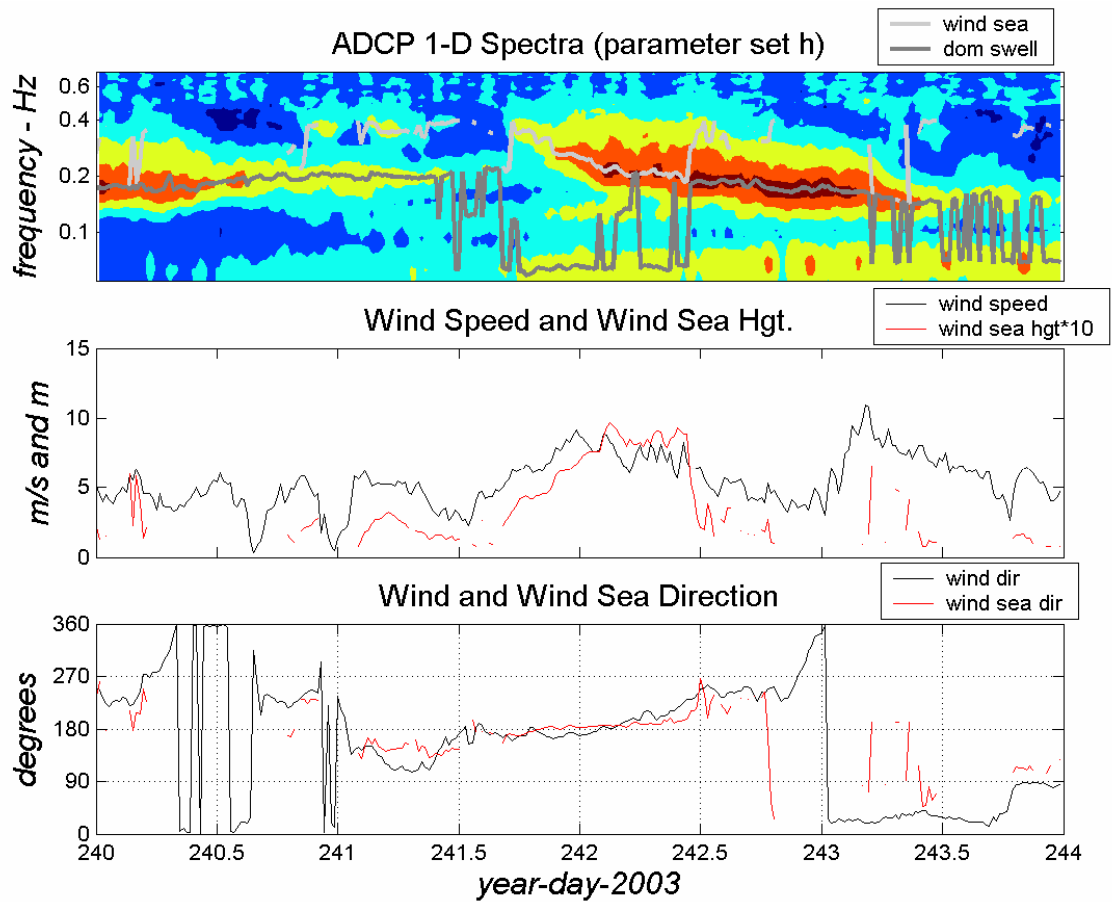 wind sea
dom swell
ADCP 1-D Spectra (parameter set h)
frequency - Hz
0.6
0.4
0.2
0.1
wind speed
wind sea hgt*10
Wind Speed and Wind Sea Hgt.
m/s and m
15
10
5
0
wind dir
wind sea dir
Wind and Wind Sea Direction
degrees
360
270
180
90
0
240 240.5 241 241.5 242 242.5 243 243.5 244
year-day-2003